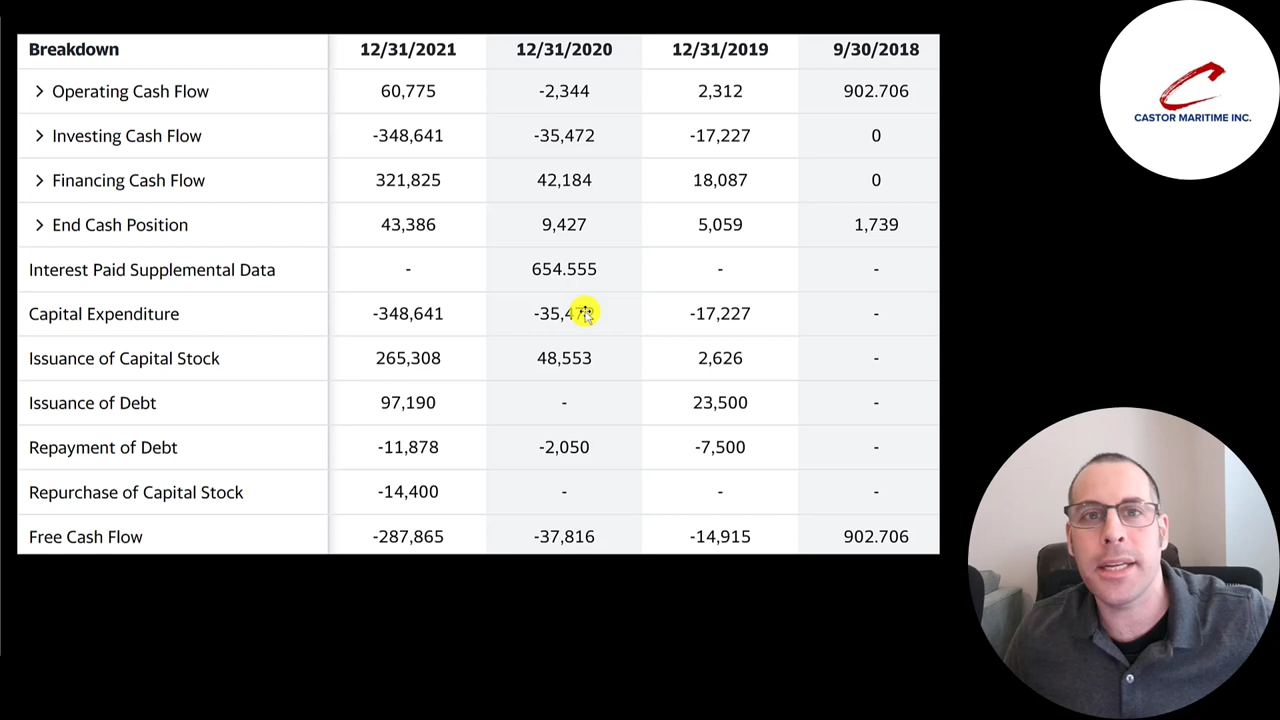 Breakdown 12/31/2021 12/31/2020 12/31/2019 9/30/2018
Operating Cash Flow 60,775 -2,344 2,312 902.706
Investing Cash Flow -348,641 -35,472 -17,227 0
Financing Cash Flow 321,825 42,184 18,087 0
End Cash Position 43,386 9,427 5,059 1,739
Interest Paid Supplemental Data - 654.555 - -
Capital Expenditure -348,641 -17,227 -
Issuance of Capital Stock 265,308 48,553 2,626 -
Issuance of Debt 97,190 - 23,500 -
Repayment of Debt -11,878 -2,050 -7,500 -
Repurchase of Capital Stock -14,400 - - -
Free Cash Flow -287,865 -37,816 -14,915 902.706
CASTOR MARITIME INC.